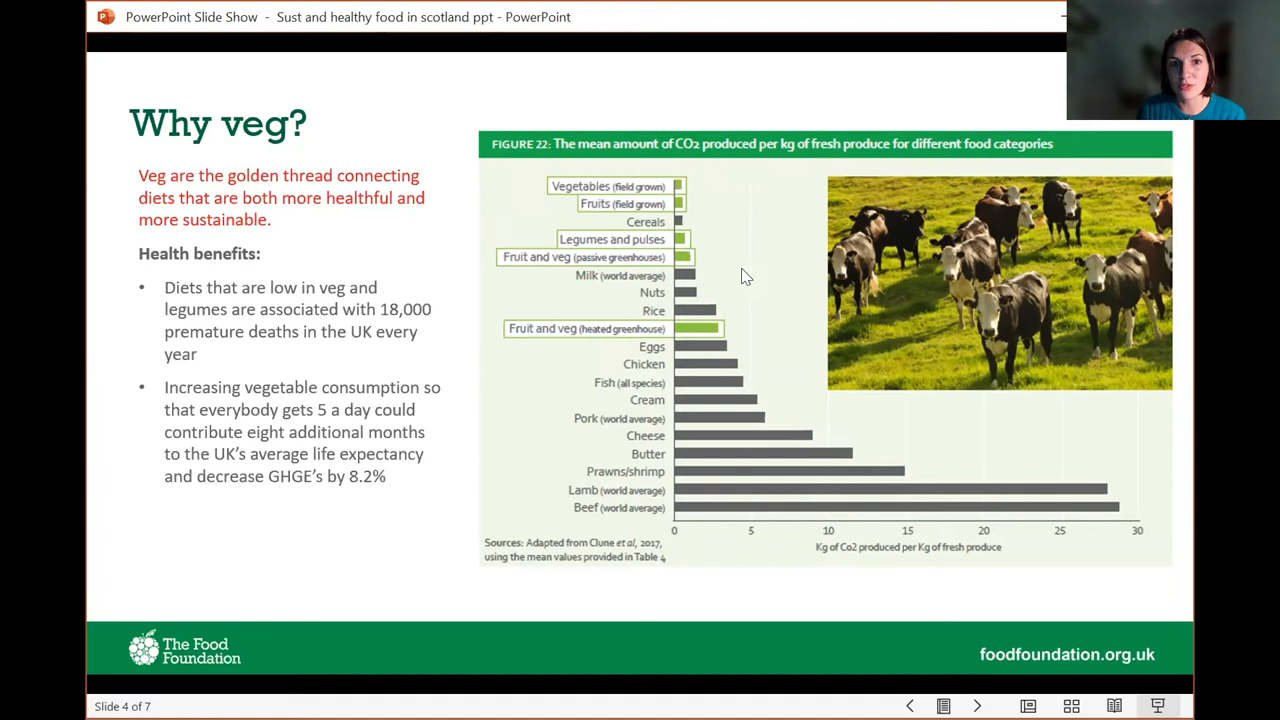 PowerPoint Slide Show - Sust and healthy food in scotland ppt - PowerPoint
Why veg?
Veg are the golden thread connecting
diets that are both more healthful and
more sustainable.
Health benefits:
• Diets that are low in veg and
legumes are associated with 18,000
premature deaths in the UK every
year
• Increasing vegetable consumption so
that everybody gets 5 a day could
contribute eight additional months
to the UK's average life expectancy
and decrease GHGE's by 8.2%
FIGURE 22: The mean amount of CO2 produced per kg of fresh produce for different food categories
Vegetables (field grown)
Fruits (field grown)
Cereals
Legumes and pulses
Fruit and veg (passive greenhouses)
Milk (world average)
Nuts
Rice
Fruit and veg (heated greenhouse)
Eggs
Chicken
Fish (all species)
Cream
Pork (world average)
Cheese
Butter
Prawns/shrimp
Lamb (world average)
Beef (world average)
0 5 10 15 20 25 30
Kg of Co2 produced per Kg of fresh produce
Sources: Adapted from Clune et al, 2017,
using the mean values provided in Table 4
The Food
Foundation
foodfoundation.org.uk
Slide 4 of 7